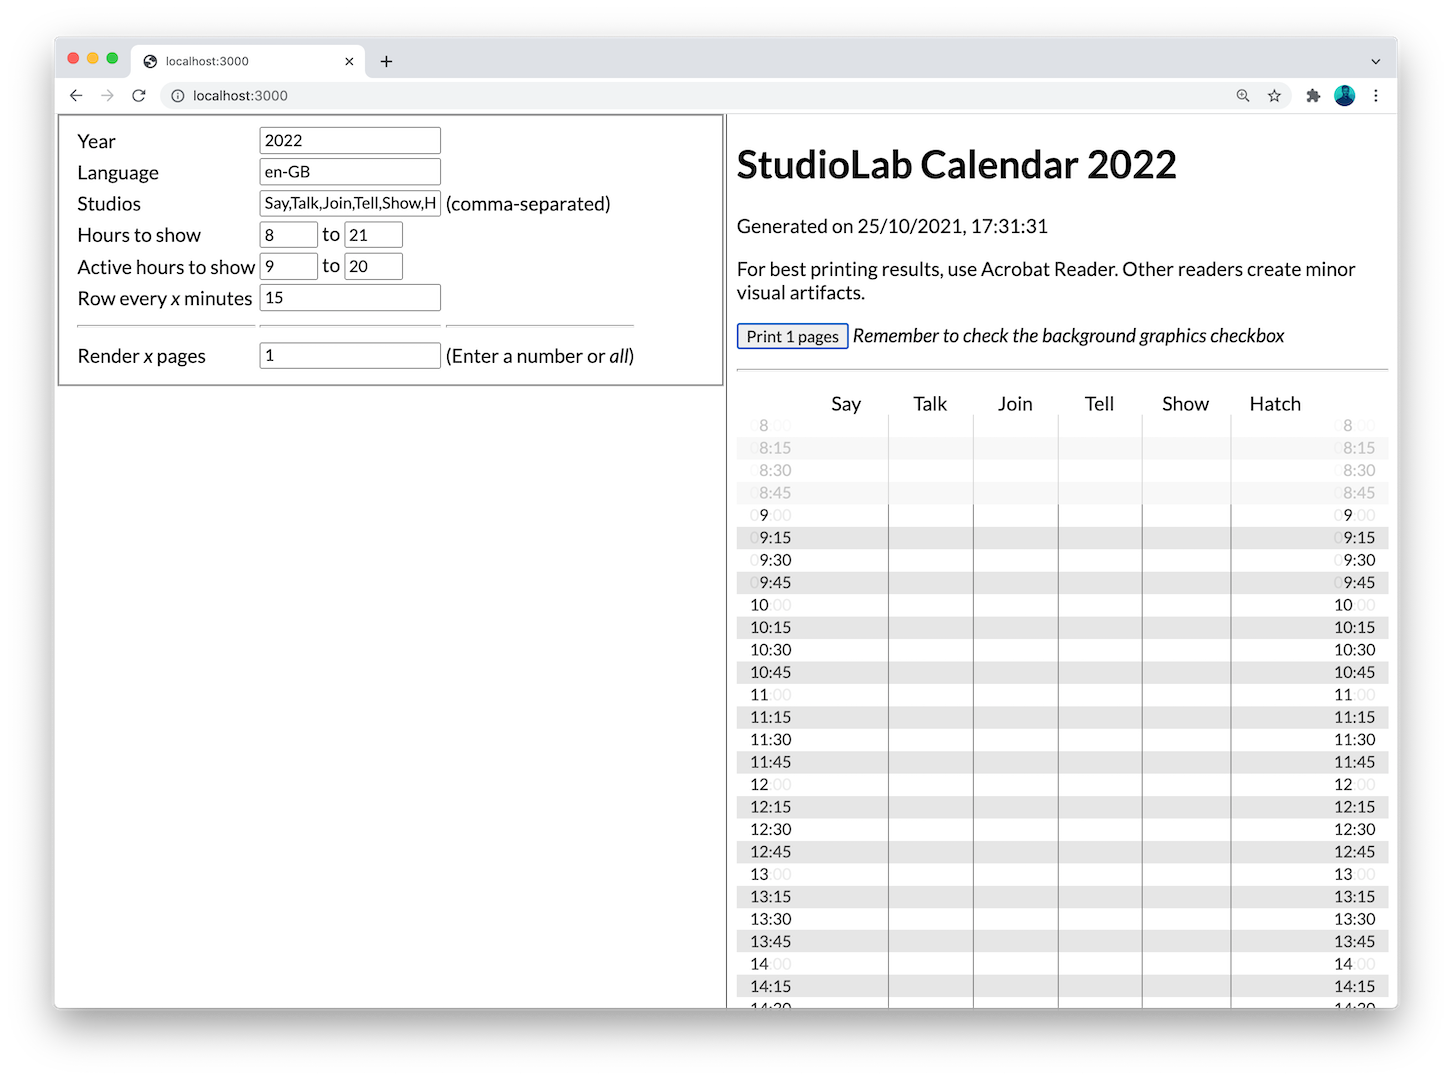 localhost:3000
localhost:3000
Year 2022
Language en-GB
Studios Say,Talk,Join,Tell,Show,H (comma-separated)
Hours to show 8 to 21
Active hours to show 9 to 20
Row every x minutes 15
Render x pages 1 (Enter a number or all)
StudioLab Calendar 2022
Generated on 25/10/2021, 17:31:31
For best printing results, use Acrobat Reader. Other readers create minor
visual artifacts.
Print 1 pages Remember to check the background graphics checkbox
Say Talk Join Tell Show Hatch
08:00 08:00
08:15 08:15
08:30 08:30
08:45 08:45
09:00 09:00
09:15 09:15
09:30 09:30
09:45 09:45
10:00 10:00
10:15 10:15
10:30 10:30
10:45 10:45
11:00 11:00
11:15 11:15
11:30 11:30
11:45 11:45
12:00 12:00
12:15 12:15
12:30 12:30
12:45 12:45
13:00 13:00
13:15 13:15
13:30 13:30
13:45 13:45
14:00 14:00
14:15 14:15
14:30 14:30